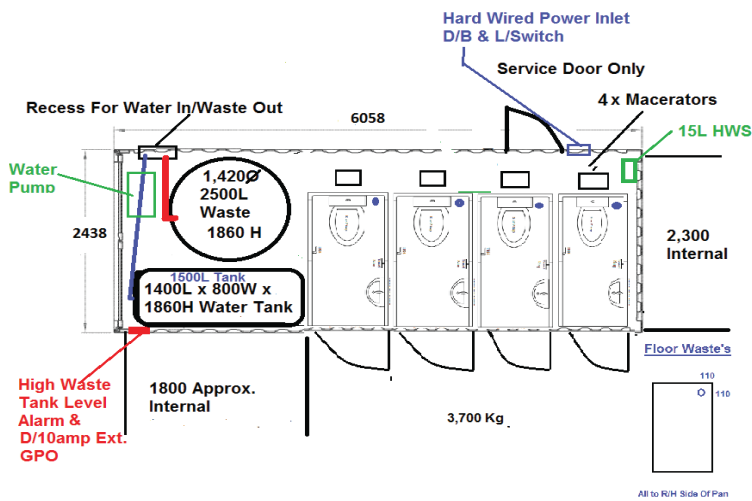 Hard Wired Power Inlet
D/B & L/Switch
Service Door Only
Recess For Water In/Waste Out
4 x Macerators
6058
15L HWS
Water
Pump
1,420Ø
2500L
Waste
1860 H
2438
2,300
Internal
1500L Tank
1400L x 800W x
1860H Water Tank
Floor Waste's
High Waste
Tank Level
Alarm &
D/10amp Ext.
GPO
1800 Approx.
Internal
3,700 Kg
110
110
All to R/H Side Of Pan